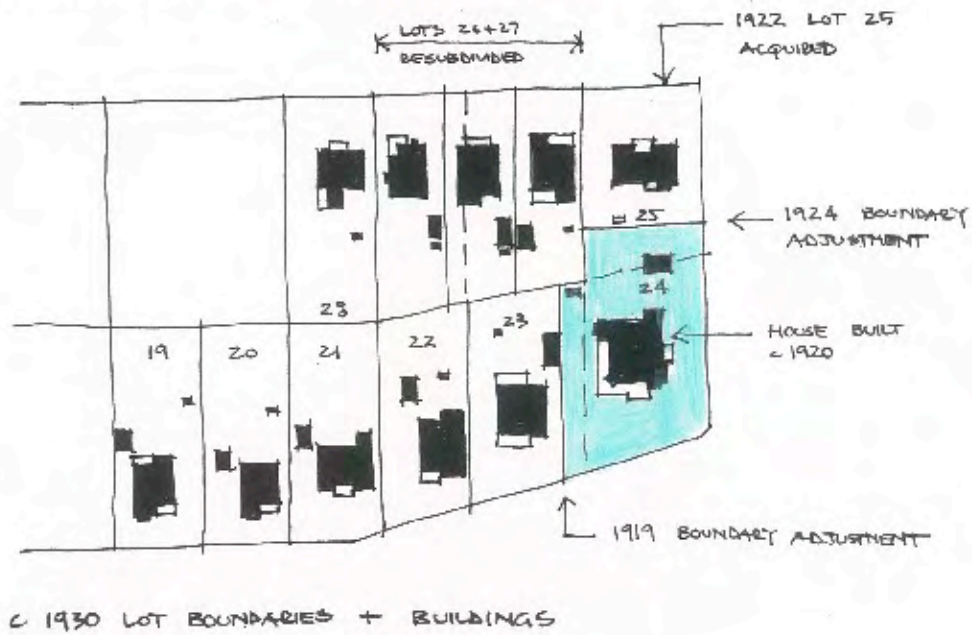 LOTS 26+27
RESUBDIVIDED
1922 LOT 25
ACQUIRED
25
1924 BOUNDARY
ADJUSTMENT
24
28
23
HOUSE BUILT
c 1920
19
20
21
22
1919 BOUNDARY ADJUSTMENT
c 1930 LOT BOUNDARIES + BUILDINGS